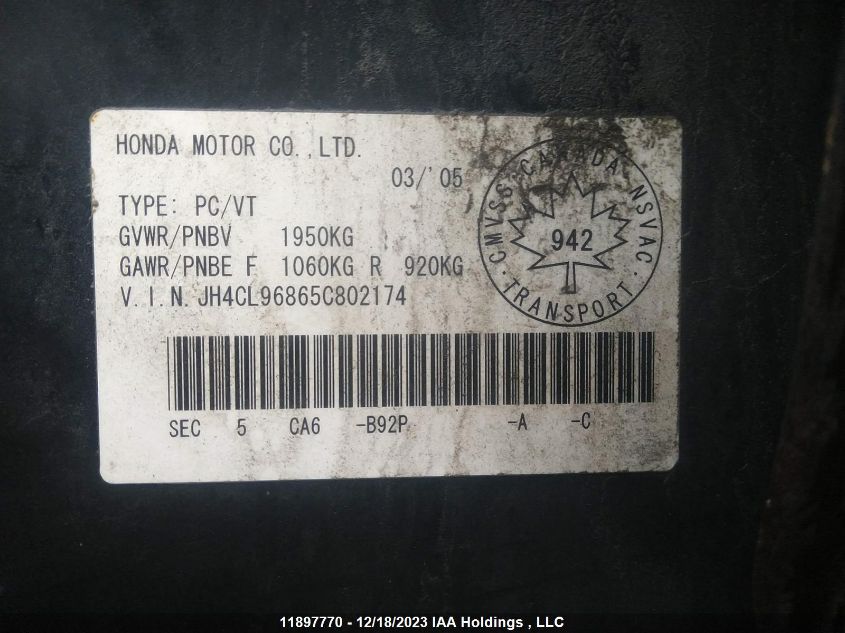 HONDA MOTOR CO.,LTD.
03/'05
TYPE: PC/VT
GVWR/PNBV 1950KG
GAWR/PNBE F 1060KG R 920KG
V.I.N. JH4CL96865C802174
CMVSS · CANADA NSVAC ·
942
TRANSPORT
SEC 5 CA6 -B92P -A -C
11897770 - 12/18/2023 IAA Holdings , LLC